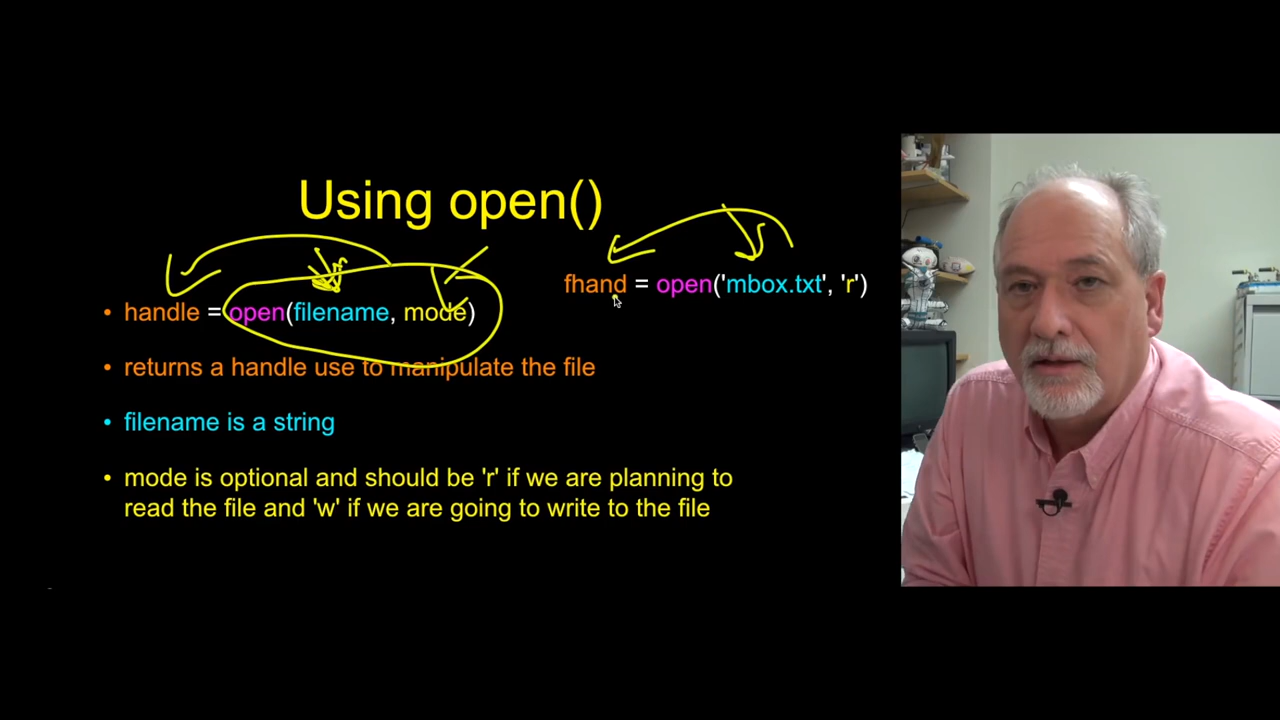 Using open()
fhand = open('mbox.txt', 'r')
• handle = open(filename, mode)
• returns a handle use to manipulate the file
• filename is a string
• mode is optional and should be 'r' if we are planning to
read the file and 'w' if we are going to write to the file